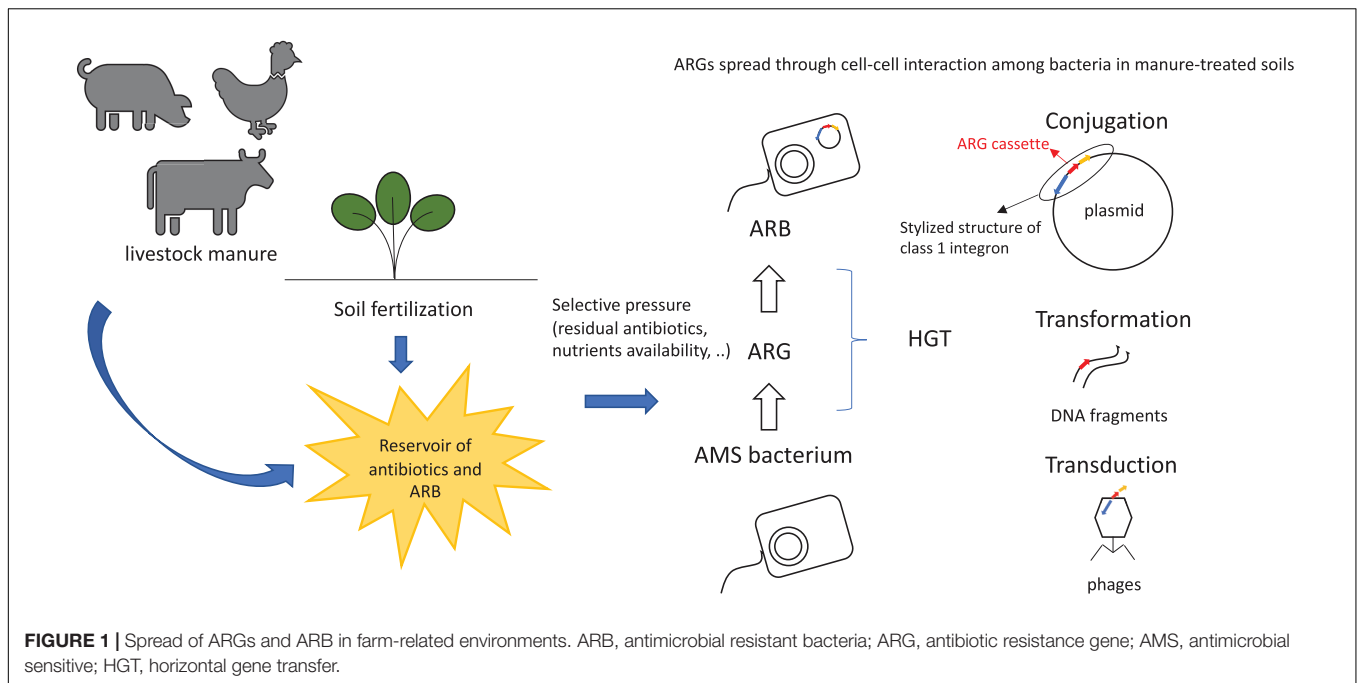 livestock manure
Soil fertilization
Reservoir of
antibiotics and
ARB
Selective pressure
(residual antibiotics,
nutrients availability, ..)
ARGs spread through cell-cell interaction among bacteria in manure-treated soils
ARB
ARG
AMS bacterium
HGT
Conjugation
ARG cassette
plasmid
Stylized structure of
class 1 integron
Transformation
DNA fragments
Transduction
phages
FIGURE 1 | Spread of ARGs and ARB in farm-related environments. ARB, antimicrobial resistant bacteria; ARG, antibiotic resistance gene; AMS, antimicrobial
sensitive; HGT, horizontal gene transfer.